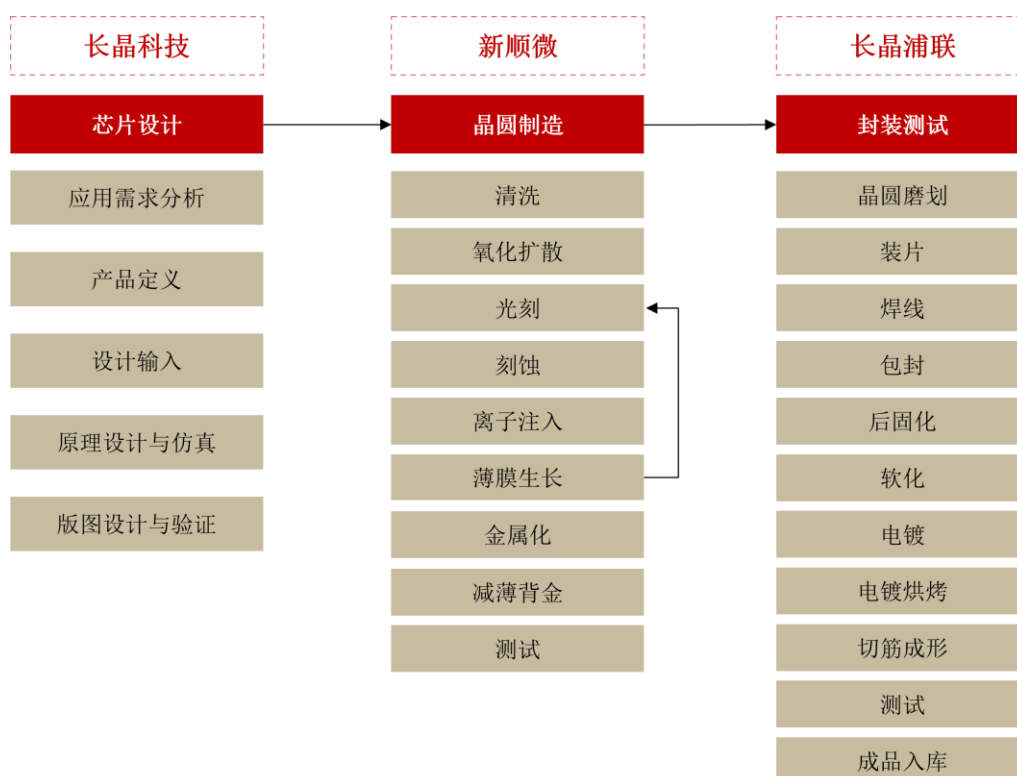 长晶科技
新顺微
长晶浦联
芯片设计
晶圆制造
封装测试
应用需求分析
产品定义
设计输入
原理设计与仿真
版图设计与验证
清洗
氧化扩散
光刻
刻蚀
离子注入
薄膜生长
金属化
减薄背金
测试
晶圆磨划
装片
焊线
包封
后固化
软化
电镀
电镀烘烤
切筋成形
测试
成品入库